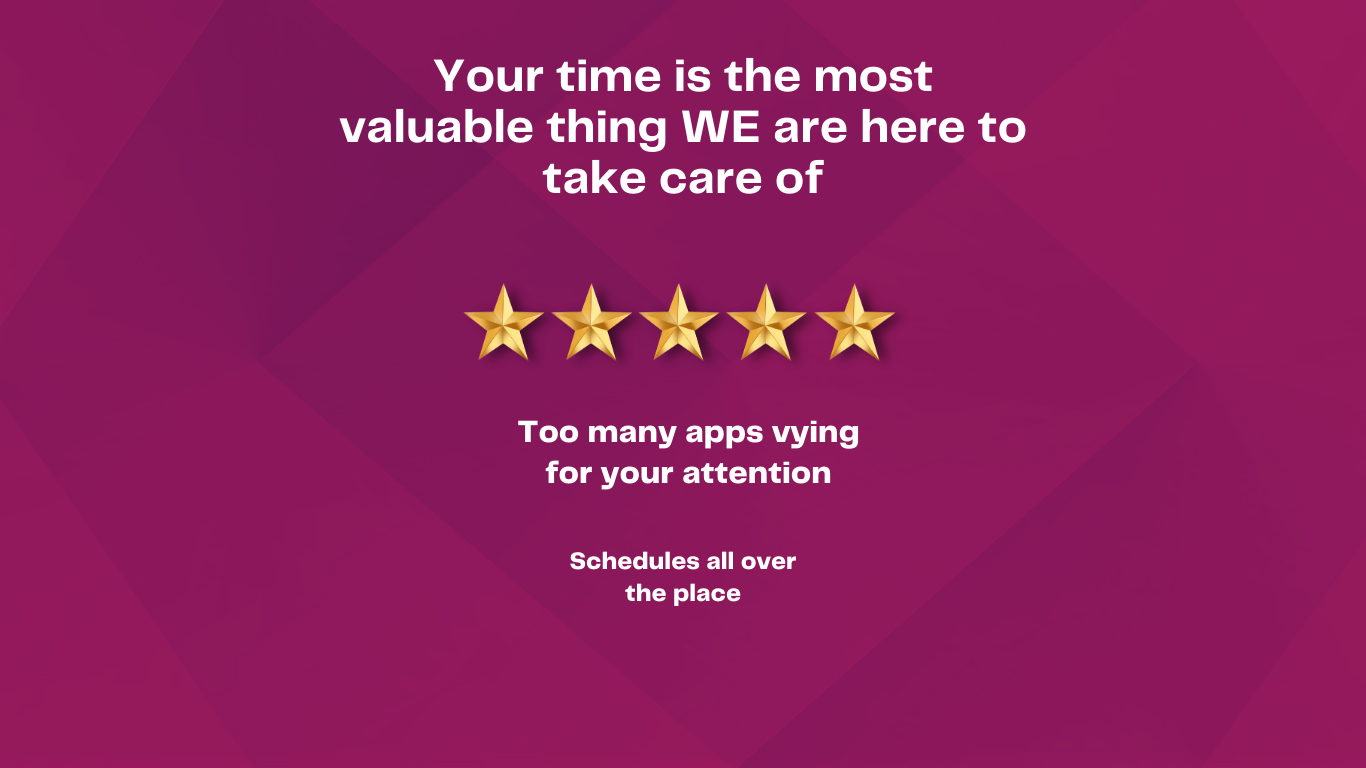 Your time is the most
valuable thing WE are here to
take care of
Too many apps vying
for your attention
Schedules all over
the place